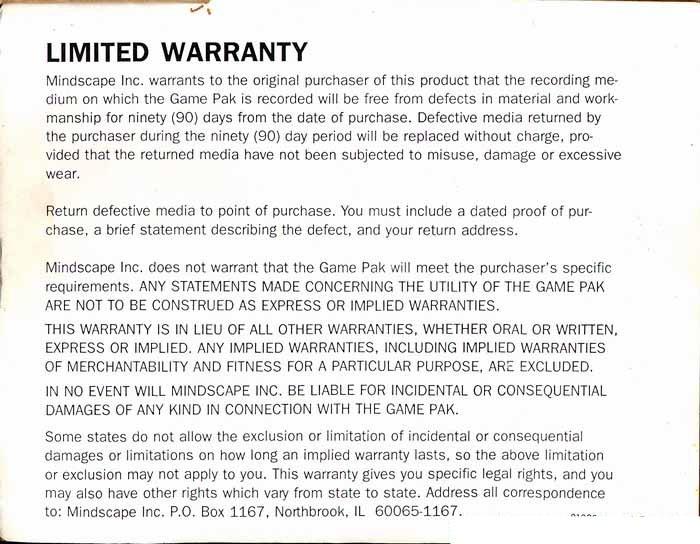 LIMITED WARRANTY
Mindscape Inc. warrants to the original purchaser of this product that the recording me-
dium on which the Game Pak is recorded will be free from defects in material and work-
manship for ninety (90) days from the date of purchase. Defective media returned by
the purchaser during the ninety (90) day period will be replaced without charge, pro-
vided that the returned media have not been subjected to misuse, damage or excessive
wear.
Return defective media to point of purchase. You must include a dated proof of pur-
chase, a brief statement describing the defect, and your return address.
Mindscape Inc. does not warrant that the Game Pak will meet the purchaser's specific
requirements. ANY STATEMENTS MADE CONCERNING THE UTILITY OF THE GAME PAK
ARE NOT TO BE CONSTRUED AS EXPRESS OR IMPLIED WARRANTIES.
THIS WARRANTY IS IN LIEU OF ALL OTHER WARRANTIES, WHETHER ORAL OR WRITTEN,
EXPRESS OR IMPLIED. ANY IMPLIED WARRANTIES, INCLUDING IMPLIED WARRANTIES
OF MERCHANTABILITY AND FITNESS FOR A PARTICULAR PURPOSE, ARE EXCLUDED.
IN NO EVENT WILL MINDSCAPE INC. BE LIABLE FOR INCIDENTAL OR CONSEQUENTIAL
DAMAGES OF ANY KIND IN CONNECTION WITH THE GAME PAK.
Some states do not allow the exclusion or limitation of incidental or consequential
damages or limitations on how long an implied warranty lasts, so the above limitation
or exclusion may not apply to you. This warranty gives you specific legal rights, and you
may also have other rights which vary from state to state. Address all correspondence
to: Mindscape Inc. P.O. Box 1167, Northbrook, IL 60065-1167.